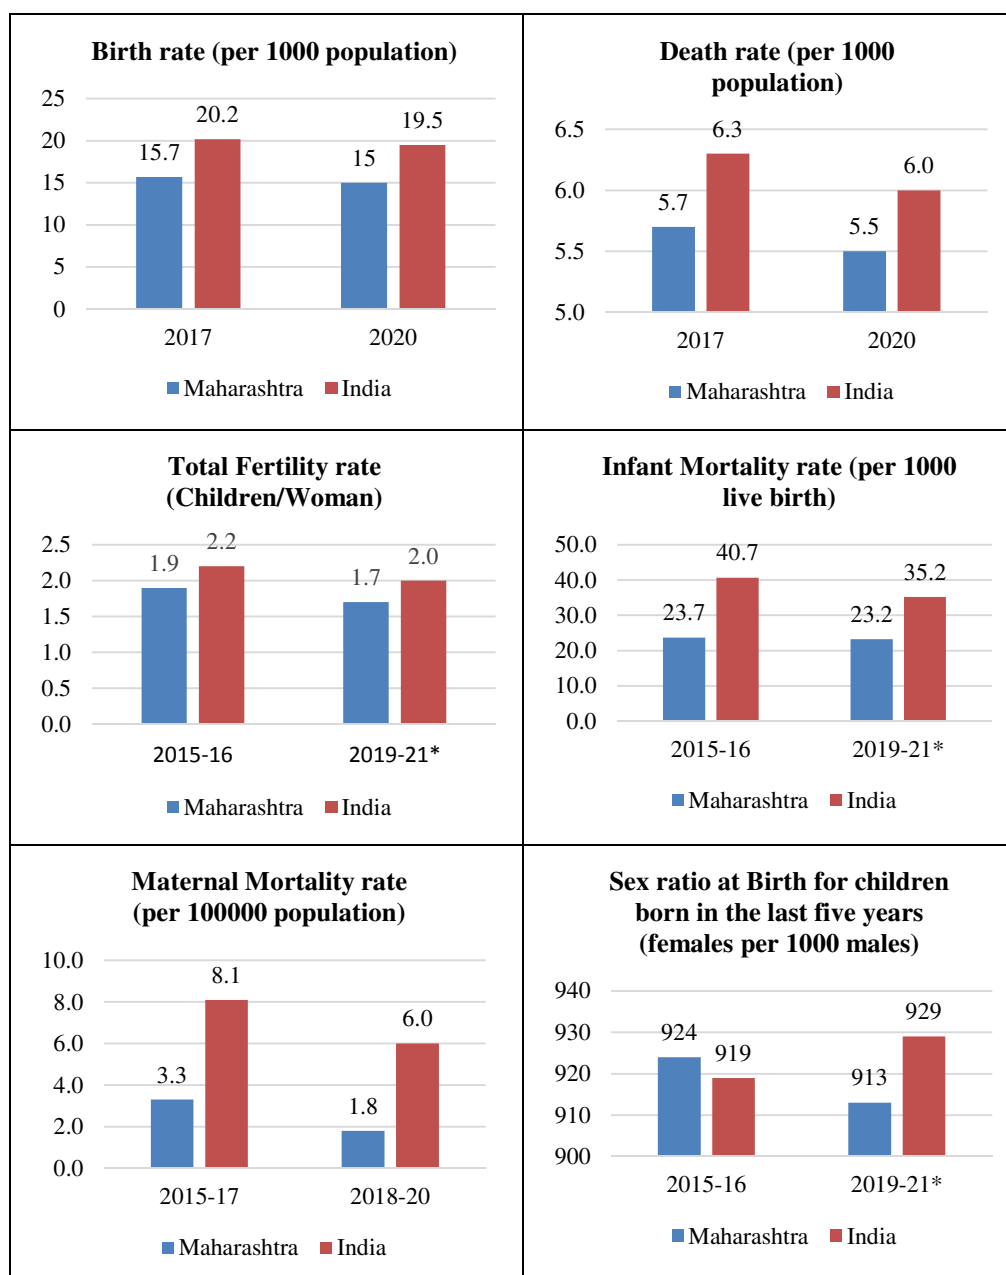 Birth rate (per 1000 population)
25
20
15
10
5
0
15.7
20.2
15
19.5
2017
2020
Maharashtra
India
Death rate (per 1000
population)
6.5
6.0
5.5
5.0
5.7
6.3
5.5
6.0
2017
2020
Maharashtra
India
Total Fertility rate
(Children/Woman)
2.5
2.0
1.5
1.0
0.5
0.0
1.9
2.2
1.7
2.0
2015-16
2019-21*
Maharashtra
India
Infant Mortality rate (per 1000
live birth)
50.0
40.0
30.0
20.0
10.0
0.0
23.7
40.7
23.2
35.2
2015-16
2019-21*
Maharashtra
India
Maternal Mortality rate
(per 100000 population)
10.0
8.0
6.0
4.0
2.0
0.0
3.3
8.1
1.8
6.0
2015-17
2018-20
Maharashtra
India
Sex ratio at Birth for children
born in the last five years
(females per 1000 males)
940
930
920
910
900
924
919
913
929
2015-16
2019-21*
Maharashtra
India